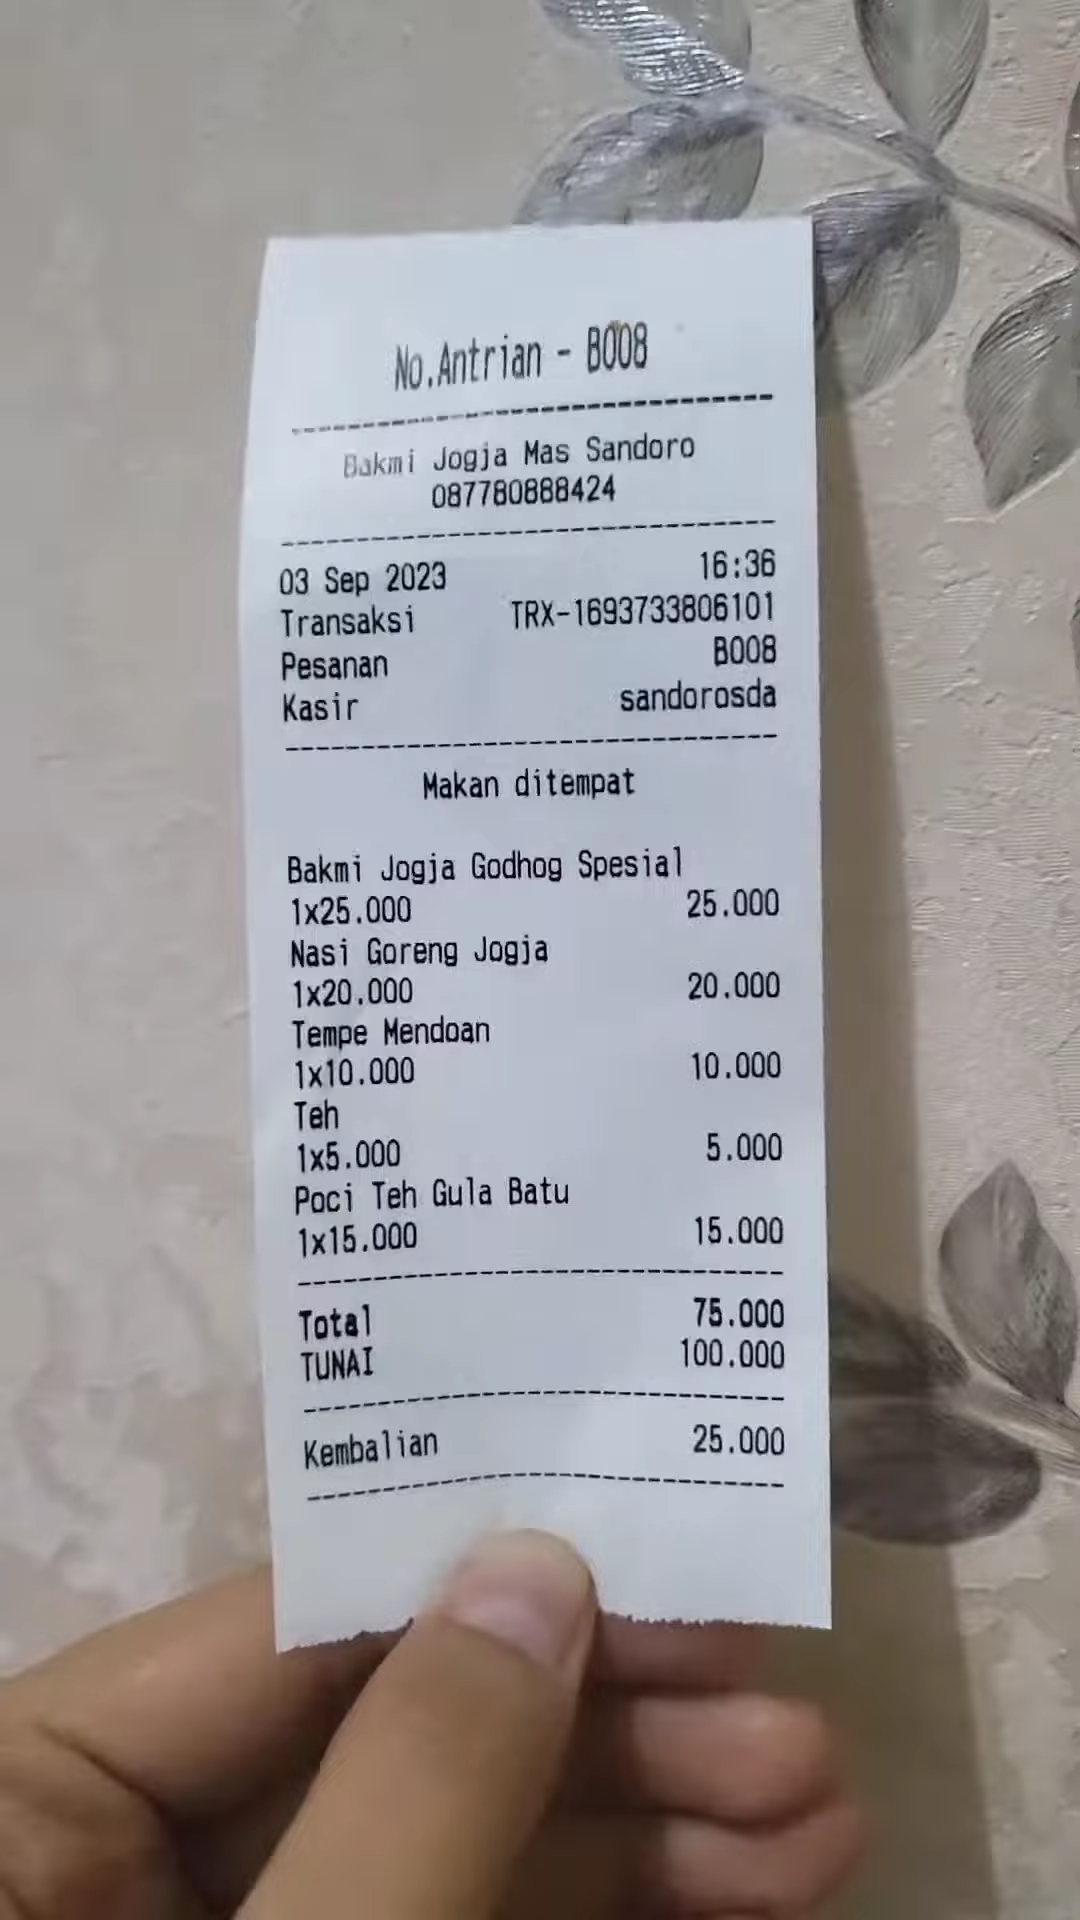 No.Antrian - B008
Bakmi Jogja Mas Sandoro
087780888424
03 Sep 2023 16:36
Transaksi TRX-1693733806101
Pesanan B008
Kasir sandorosda
Makan ditempat
Bakmi Jogja Godhog Spesial
1x25.000 25.000
Nasi Goreng Jogja
1x20.000 20.000
Tempe Mendoan
1x10.000 10.000
Teh
1x5.000 5.000
Poci Teh Gula Batu
1x15.000 15.000
Total 75.000
TUNAI 100.000
Kembalian 25.000